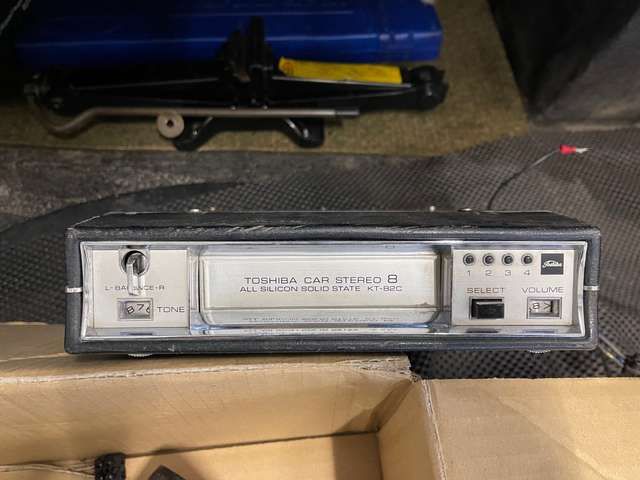 L-BALANCE-R
TONE
TOSHIBA CAR STEREO 8
ALL SILICON SOLID STATE KT-82C
1 2 3 4
SELECT VOLUME